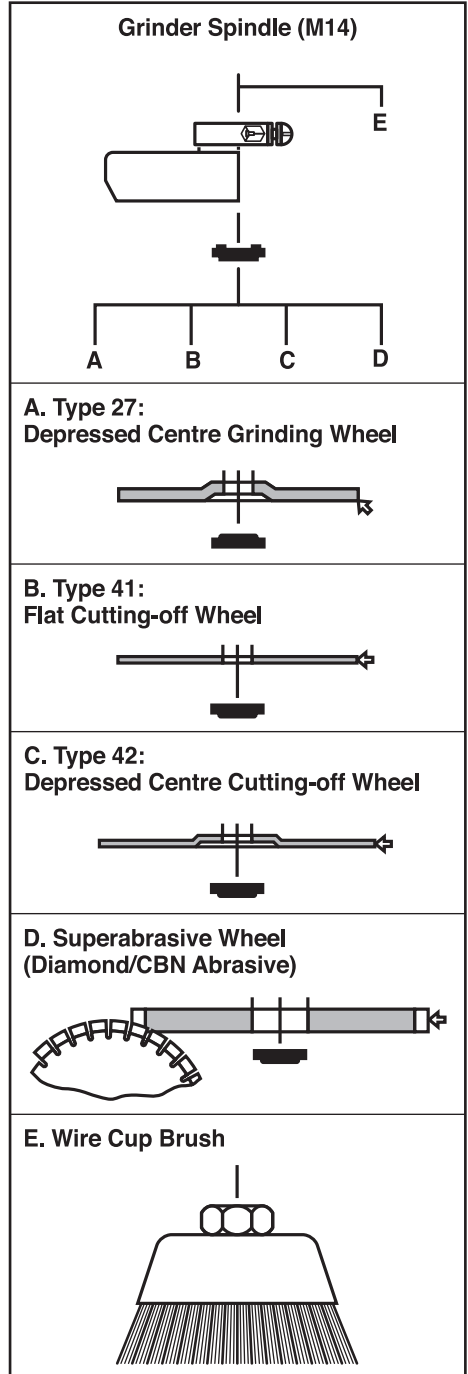 Grinder Spindle (M14)
E
A B C D
A. Type 27:
Depressed Centre Grinding Wheel
B. Type 41:
Flat Cutting-off Wheel
C. Type 42:
Depressed Centre Cutting-off Wheel
D. Superabrasive Wheel
(Diamond/CBN Abrasive)
E. Wire Cup Brush